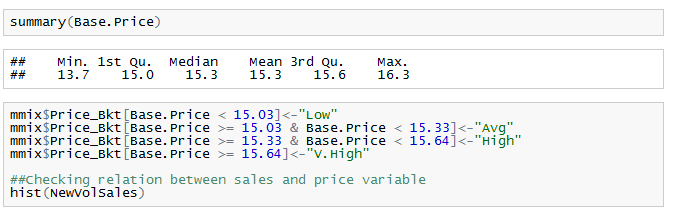 summary(Base.Price)
##    Min. 1st Qu.  Median    Mean 3rd Qu.    Max.
##    13.7    15.0    15.3    15.3    15.6    16.3
mmix$Price_Bkt[Base.Price < 15.03]<-"Low"
mmix$Price_Bkt[Base.Price >= 15.03 & Base.Price < 15.33]<-"Avg"
mmix$Price_Bkt[Base.Price >= 15.33 & Base.Price < 15.64]<-"High"
mmix$Price_Bkt[Base.Price >= 15.64]<-"V.High"
##Checking relation between sales and price variable
hist(NewVolSales)